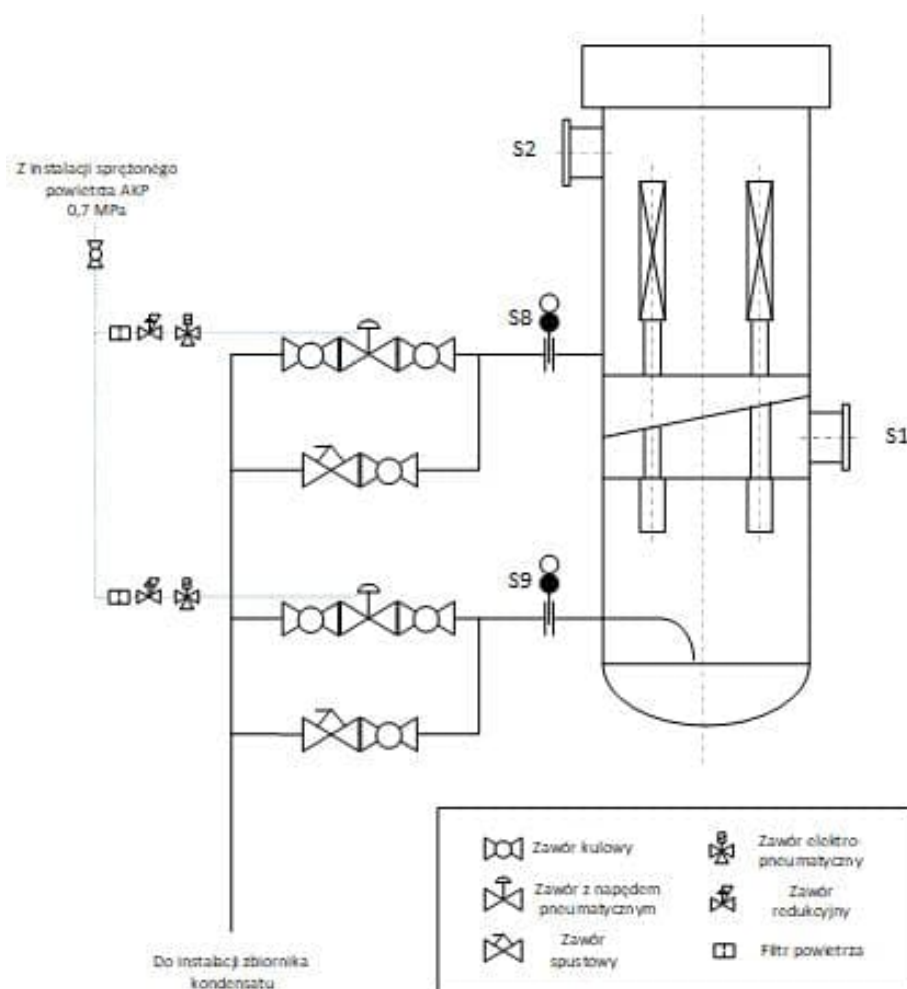 S2
Z instalacji sprężonego
powietrza AKP
0,7 MPa
S8
S1
S9
Zawór kulowy
Zawór elektro-
pneumatyczny
Zawór z napędem
pneumatycznym
Zawór
redukcyjny
Zawór
spustowy
Filtr powietrza
Do instalacji zbiornika
kondensatu